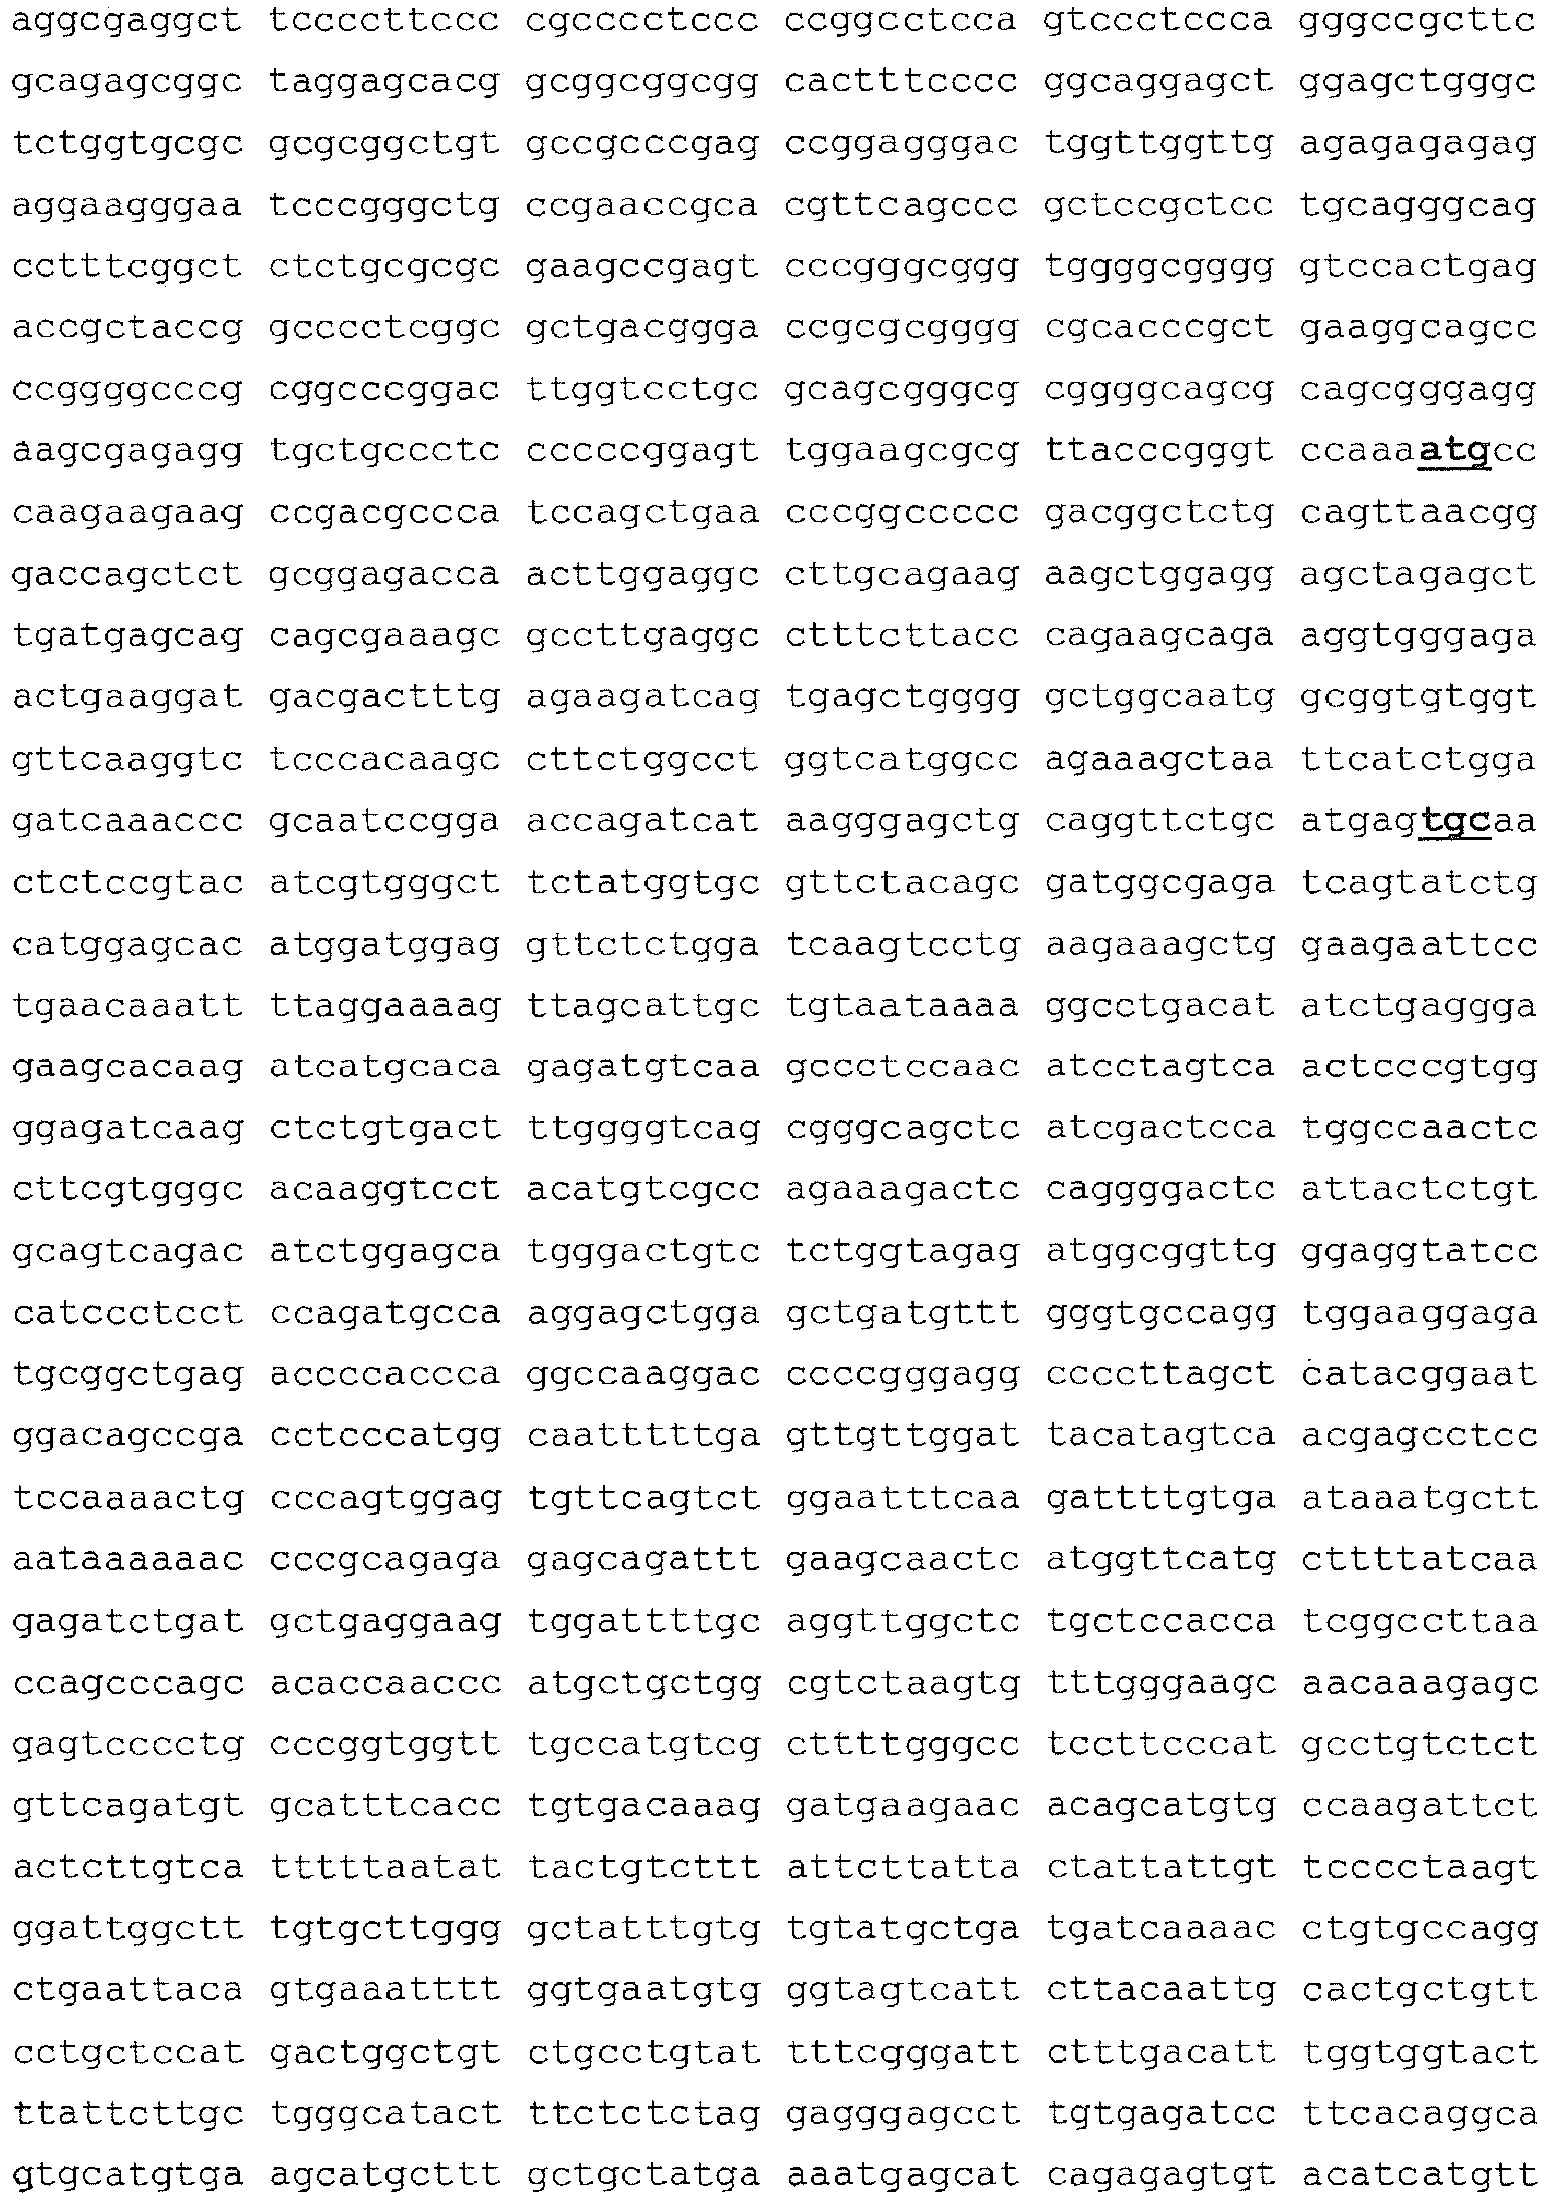 aggcgaggct tccccttccc cgcccctccc ccggcctcca gtccctccca gggccgcttc
gcagagcggc taggagcacg gcggcggcgg cactttcccc ggcaggagct ggagctgggc
tctggtgcgc gcgcggctgt gccgcccgag ccggagggac tggttggttg agagagagag
aggaagggaa tcccgggctg ccgaaccgca cgttcagccc gctccgctcc tgcagggcag
cctttcggct ctctgcgcgc gaagccgagt cccgggcggg tggggcgggg gtccactgag
accgctaccg gcccctcggc gctgacggga ccgcgcgggg cgcacccgct gaaggcagcc
ccggggcccg cggcccggac ttggtcctgc gcagcgggcg cggggcagcg cagcgggagg
aagcgagagg tgctgccctc cccccggagt tggaagcgcg ttacccgggt ccaaaatgcc
caagaagaag ccgacgccca tccagctgaa cccggccccc gacggctctg cagttaacgg
gaccagctct gcggagacca acttggaggc cttgcagaag aagctggagg agctagagct
tgatgagcag cagcgaaagc gccttgaggc ctttcttacc cagaagcaga aggtgggaga
actgaaggat gacgactttg agaagatcag tgagctgggg gctggcaatg gcggtgtggt
gttcaaggtc tcccacaagc cttctggcct ggtcatggcc agaaagctaa ttcatctgga
gatcaaaccc gcaatccgga accagatcat aagggagctg caggttctgc atgagtgcaa
ctctccgtac atcgtgggct tctatggtgc gttctacagc gatggcgaga tcagtatctg
catggagcac atggatggag gttctctgga tcaagtcctg aagaaagctg gaagaattcc
tgaacaaatt ttaggaaaag ttagcattgc tgtaataaaa ggcctgacat atctgaggga
gaagcacaag atcatgcaca gagatgtcaa gccctccaac atcctagtca actcccgtgg
ggagatcaag ctctgtgact ttggggtcag cgggcagctc atcgactcca tggccaactc
cttcgtgggc acaaggtcct acatgtcgcc agaaagactc caggggactc attactctgt
gcagtcagac atctggagca tgggactgtc tctggtagag atggcggttg ggaggtatcc
catccctcct ccagatgcca aggagctgga gctgatgttt gggtgccagg tggaaggaga
tgcggctgag accccaccca ggccaaggac ccccgggagg ccccttagct catacggaat
ggacagccga cctcccatgg caatttttga gttgttggat tacatagtca acgagcctcc
tccaaaactg cccagtggag tgttcagtct ggaatttcaa gattttgtga ataaatgctt
aataaaaaac cccgcagaga gagcagattt gaagcaactc atggttcatg cttttatcaa
gagatctgat gctgaggaag tggattttgc aggttggctc tgctccacca tcggccttaa
ccagcccagc acaccaaccc atgctgctgg cgtctaagtg tttgggaagc aacaaagagc
gagtcccctg cccggtggtt tgccatgtcg cttttgggcc tccttcccat gcctgtctct
gttcagatgt gcatttcacc tgtgacaaag gatgaagaac acagcatgtg ccaagattct
actcttgtca tttttaatat tactgtcttt attcttatta ctattattgt tcccctaagt
ggattggctt tgtgcttggg gctatttgtg tgtatgctga tgatcaaaac ctgtgccagg
ctgaattaca gtgaaatttt ggtgaatgtg ggtagtcatt cttacaattg cactgctgtt
cctgctccat gactggctgt ctgcctgtat tttcgggatt ctttgacatt tggtggtact
ttattcttgc tgggcatact ttctctctag gagggagcct tgtgagatcc ttcacaggca
gtgcatgtga agcatgcttt gctgctatga aaatgagcat cagagagtgt acatcatgtt